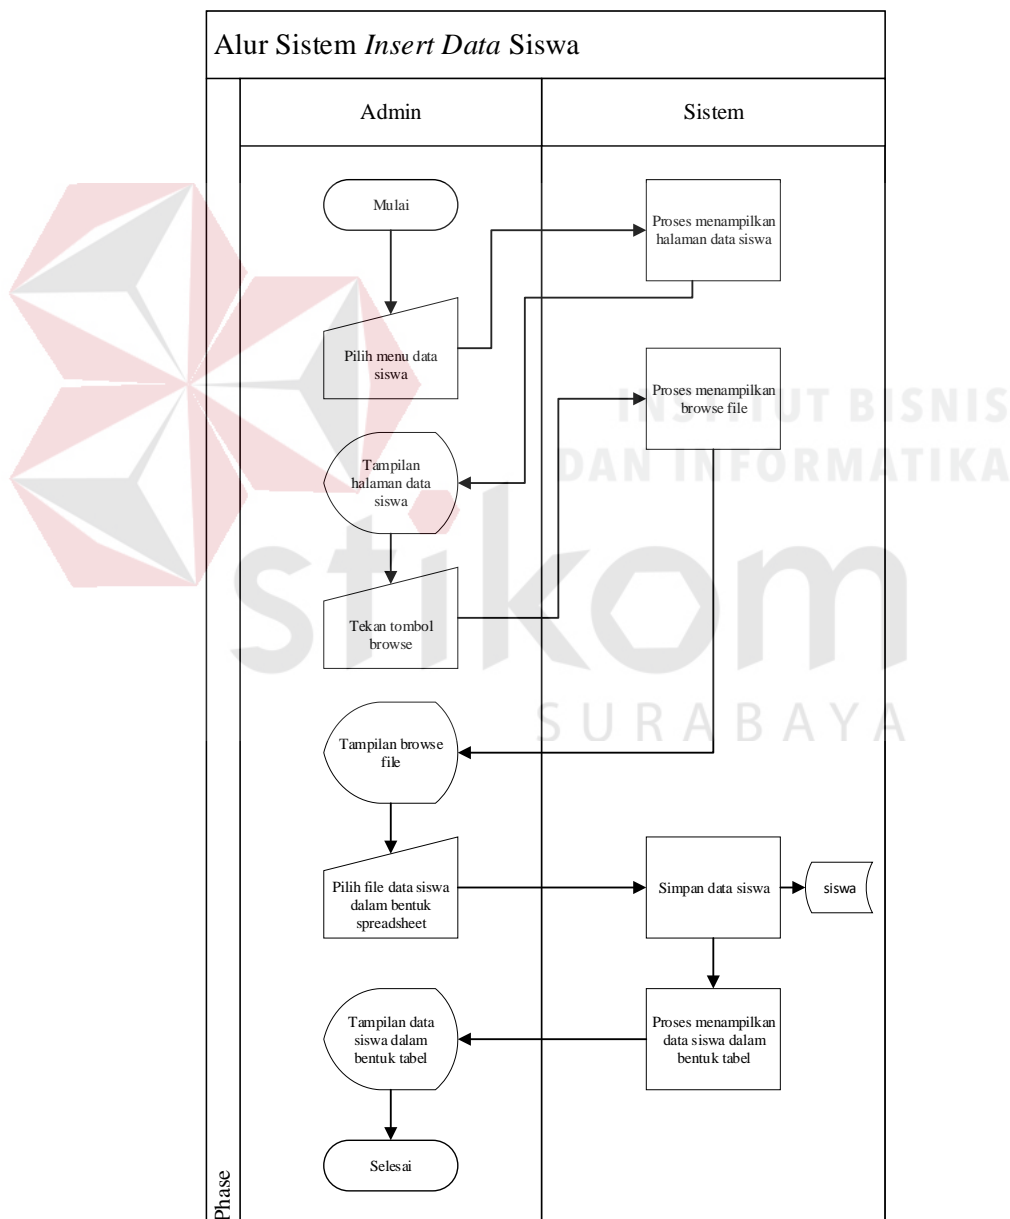 Alur Sistem Insert Data Siswa
Admin
Sistem
Mulai
Proses menampilkan
halaman data siswa
Pilih menu data
siswa
Proses menampilkan
browse file
Tampilan
halaman data
siswa
Tekan tombol
browse
Tampilan browse
file
Pilih file data siswa
dalam bentuk
spreadsheet
Simpan data siswa
siswa
Tampilan data
siswa dalam
bentuk tabel
Proses menampilkan
data siswa dalam
bentuk tabel
Selesai
Phase
INSTITUT BISNIS
DAN INFORMATIKA
stikom
SURABAYA